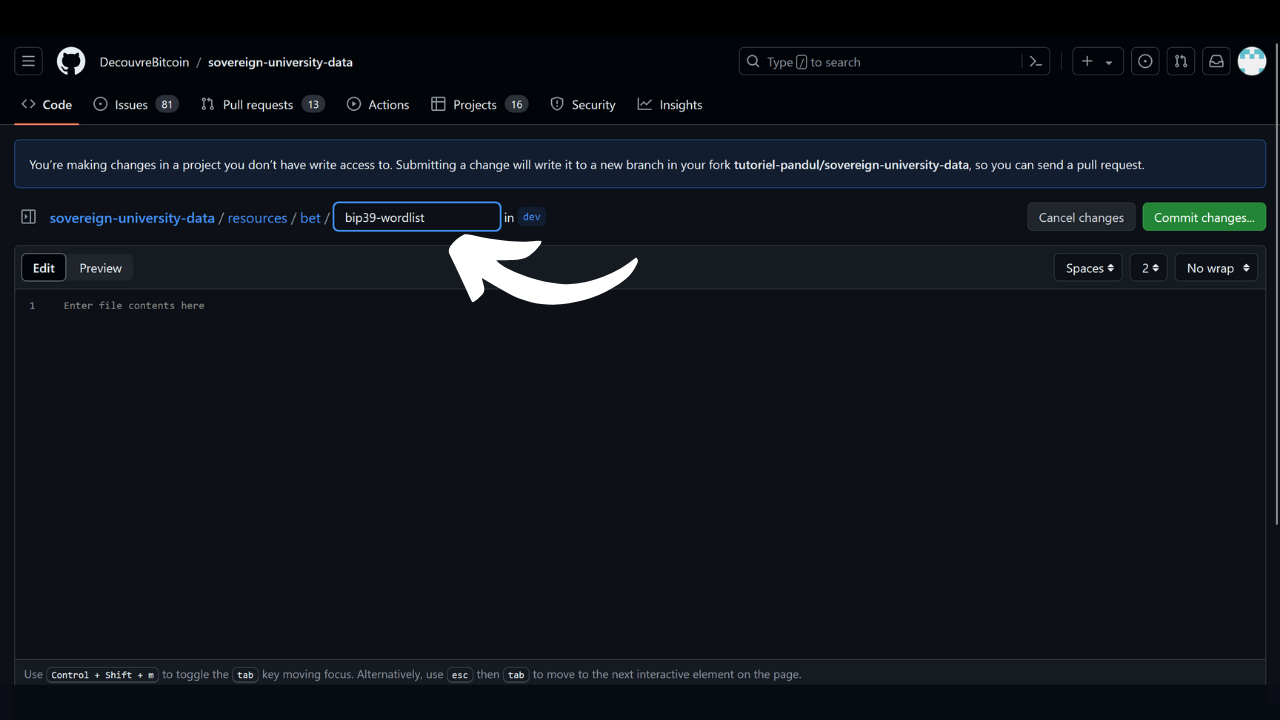 DecouvreBitcoin / sovereign-university-data
Type / to search
Code Issues 81 Pull requests 13 Actions Projects 16 Security Insights
You're making changes in a project you don't have write access to. Submitting a change will write it to a new branch in your fork tutoriel-pandul/sovereign-university-data, so you can send a pull request.
sovereign-university-data / resources / bet / bip39-wordlist in dev
Cancel changes Commit changes...
Edit Preview
Spaces 2 No wrap
1 Enter file contents here
Use Control + Shift + m to toggle the tab key moving focus. Alternatively, use esc then tab to move to the next interactive element on the page.